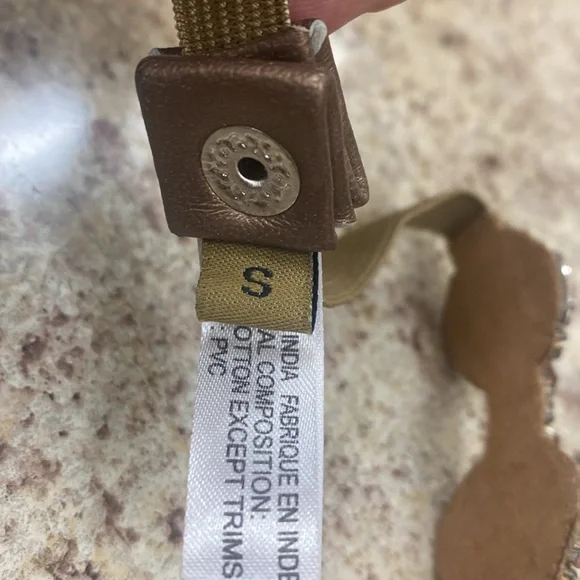 S
INDIA FABRIQUE EN INDE
AL COMPOSITION:
OTTON EXCEPT TRIMS
: PVC